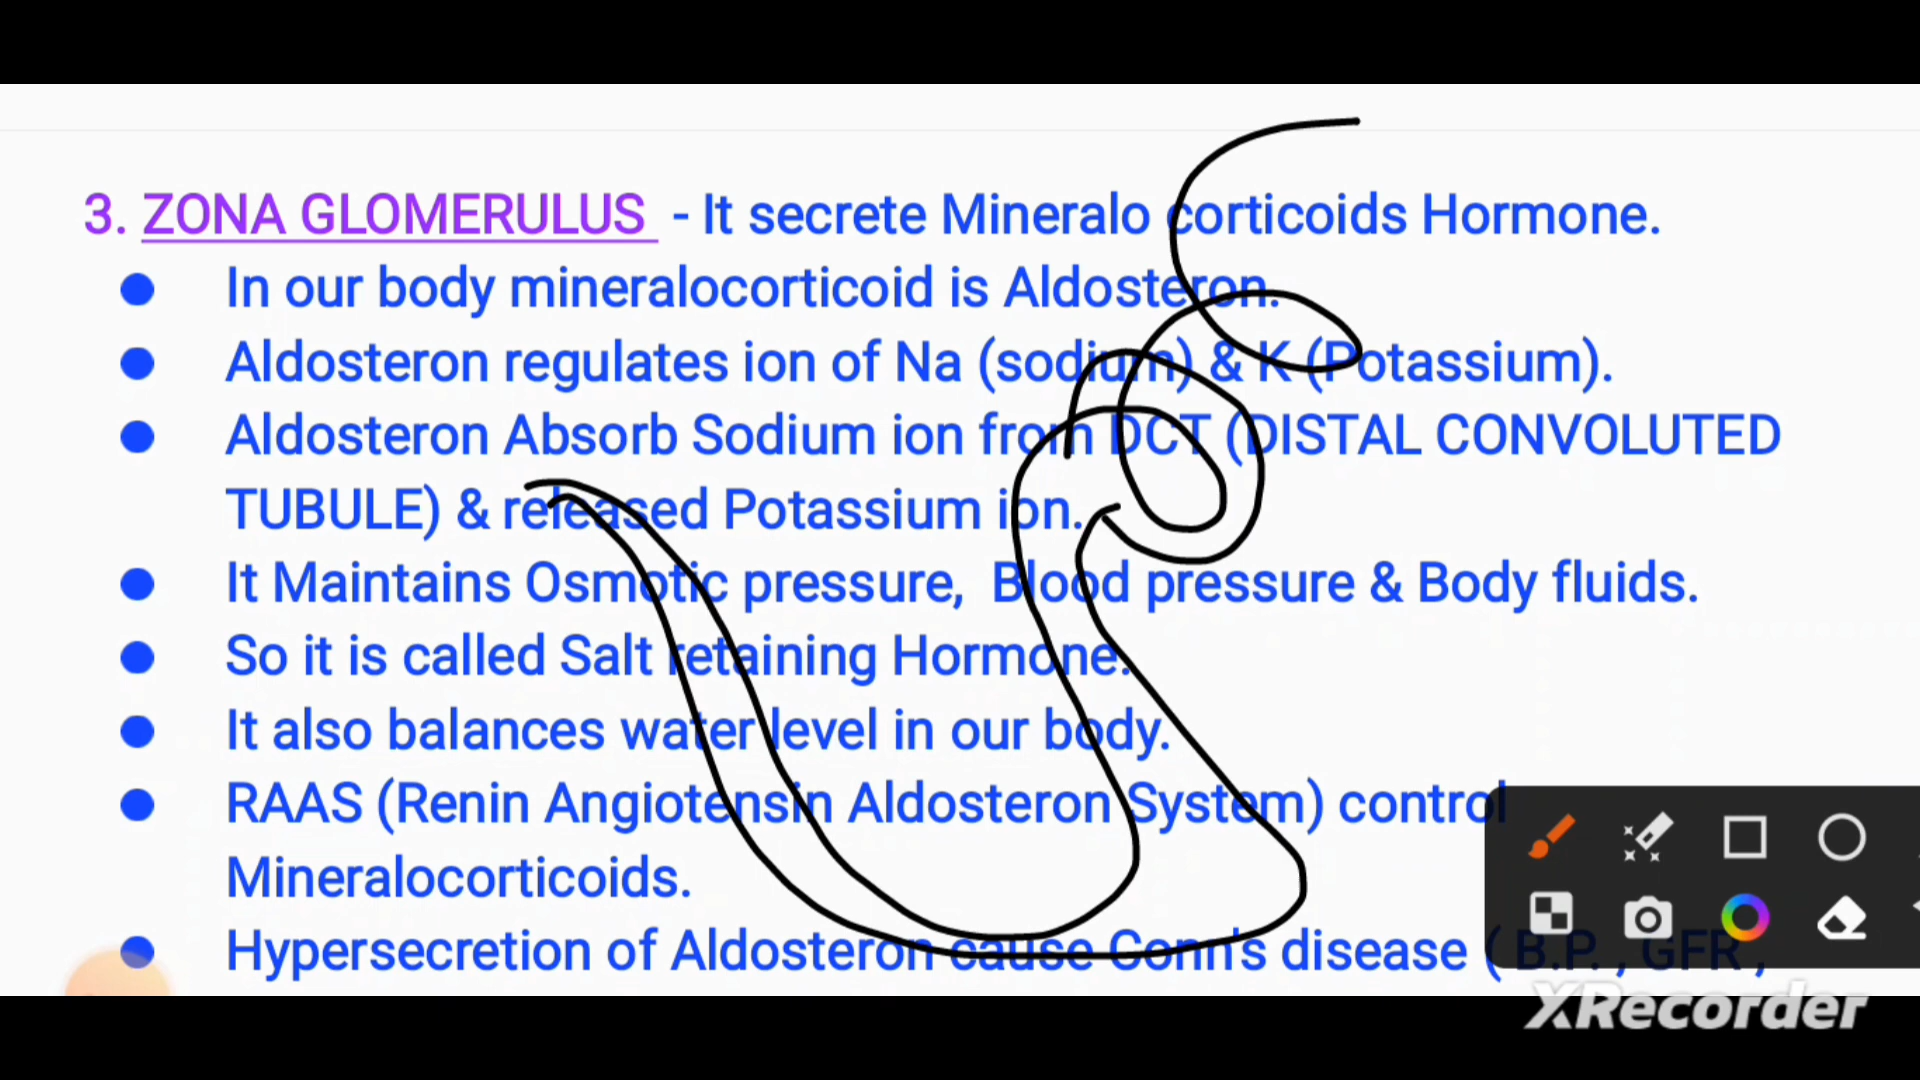 3. ZONA GLOMERULUS - It secrete Mineralo corticoids Hormone.
● In our body mineralocorticoid is Aldosteron.
● Aldosteron regulates ion of Na (sodium) & K (Potassium).
● Aldosteron Absorb Sodium ion from DCT (DISTAL CONVOLUTED
TUBULE) & released Potassium ion.
● It Maintains Osmotic pressure, Blood pressure & Body fluids.
● So it is called Salt retaining Hormone.
● It also balances water level in our body.
● RAAS (Renin Angiotensin Aldosteron System) control
Mineralocorticoids.
● Hypersecretion of Aldosteron cause Conn's disease ( B.P. , GFR ,
XRecorder